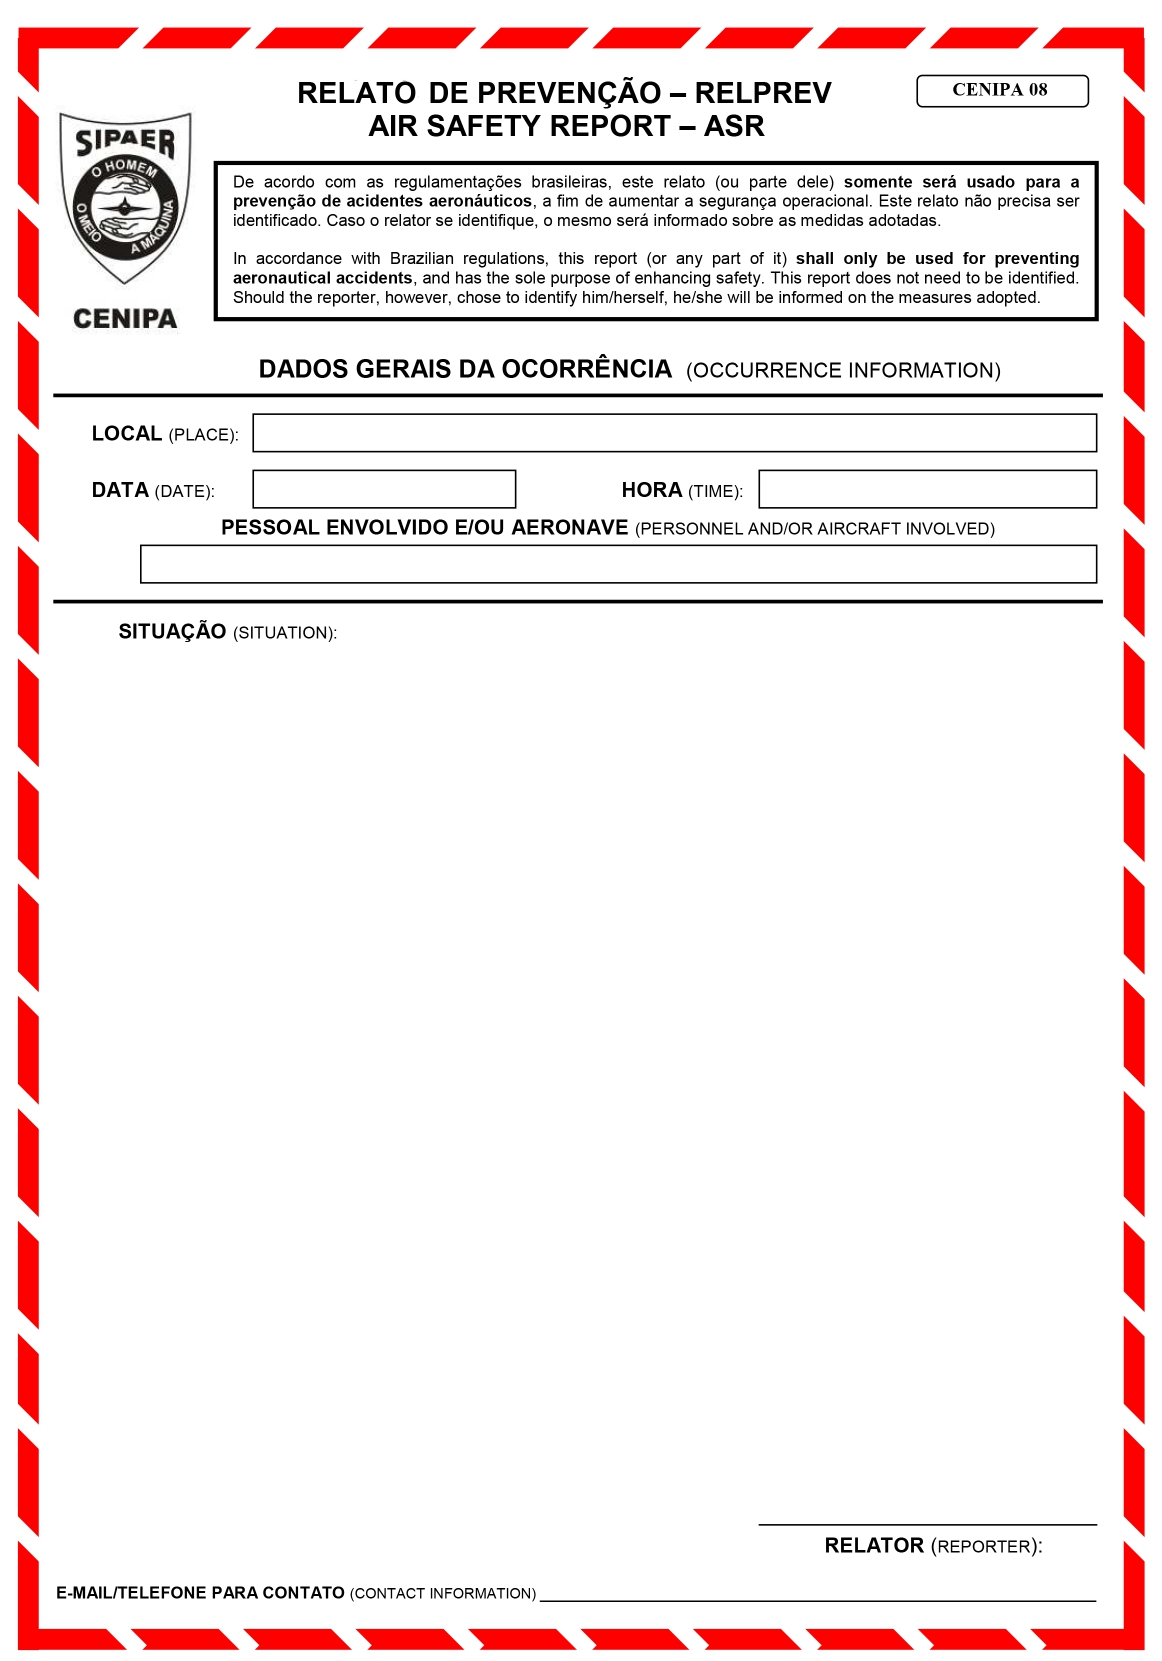 RELATO DE PREVENÇÃO – RELPREV
AIR SAFETY REPORT – ASR
CENIPA 08
SIPAER
O HOMEM
O MEIO
A MÁQUINA
CENIPA
De acordo com as regulamentações brasileiras, este relato (ou parte dele) somente será usado para a
prevenção de acidentes aeronáuticos, a fim de aumentar a segurança operacional. Este relato não precisa ser
identificado. Caso o relator se identifique, o mesmo será informado sobre as medidas adotadas.
In accordance with Brazilian regulations, this report (or any part of it) shall only be used for preventing
aeronautical accidents, and has the sole purpose of enhancing safety. This report does not need to be identified.
Should the reporter, however, chose to identify him/herself, he/she will be informed on the measures adopted.
DADOS GERAIS DA OCORRÊNCIA (OCCURRENCE INFORMATION)
LOCAL (PLACE):
DATA (DATE): HORA (TIME):
PESSOAL ENVOLVIDO E/OU AERONAVE (PERSONNEL AND/OR AIRCRAFT INVOLVED)
SITUAÇÃO (SITUATION):
RELATOR (REPORTER):
E-MAIL/TELEFONE PARA CONTATO (CONTACT INFORMATION)